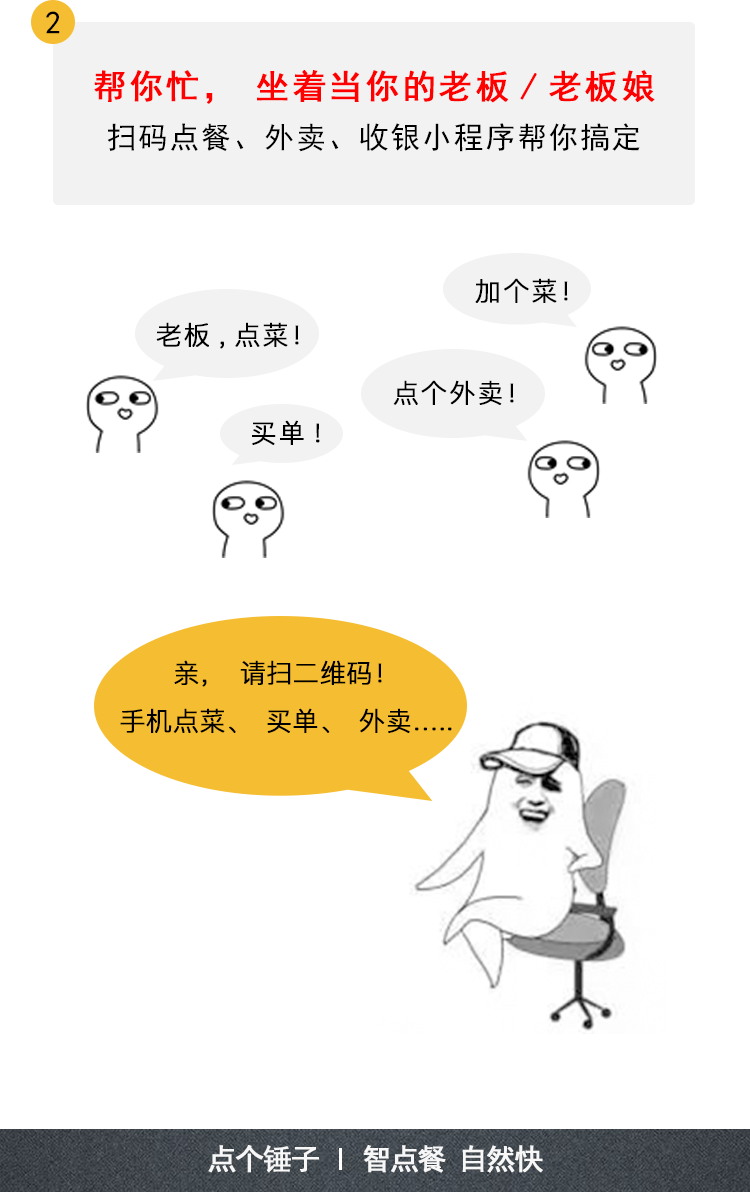 2
帮你忙， 坐着当你的老板 / 老板娘
扫码点餐、外卖、收银小程序帮你搞定
加个菜!
老板,点菜!
点个外卖!
买单 !
亲， 请扫二维码!
手机点菜、 买单、 外卖.....
点个锤子 | 智点餐 自然快